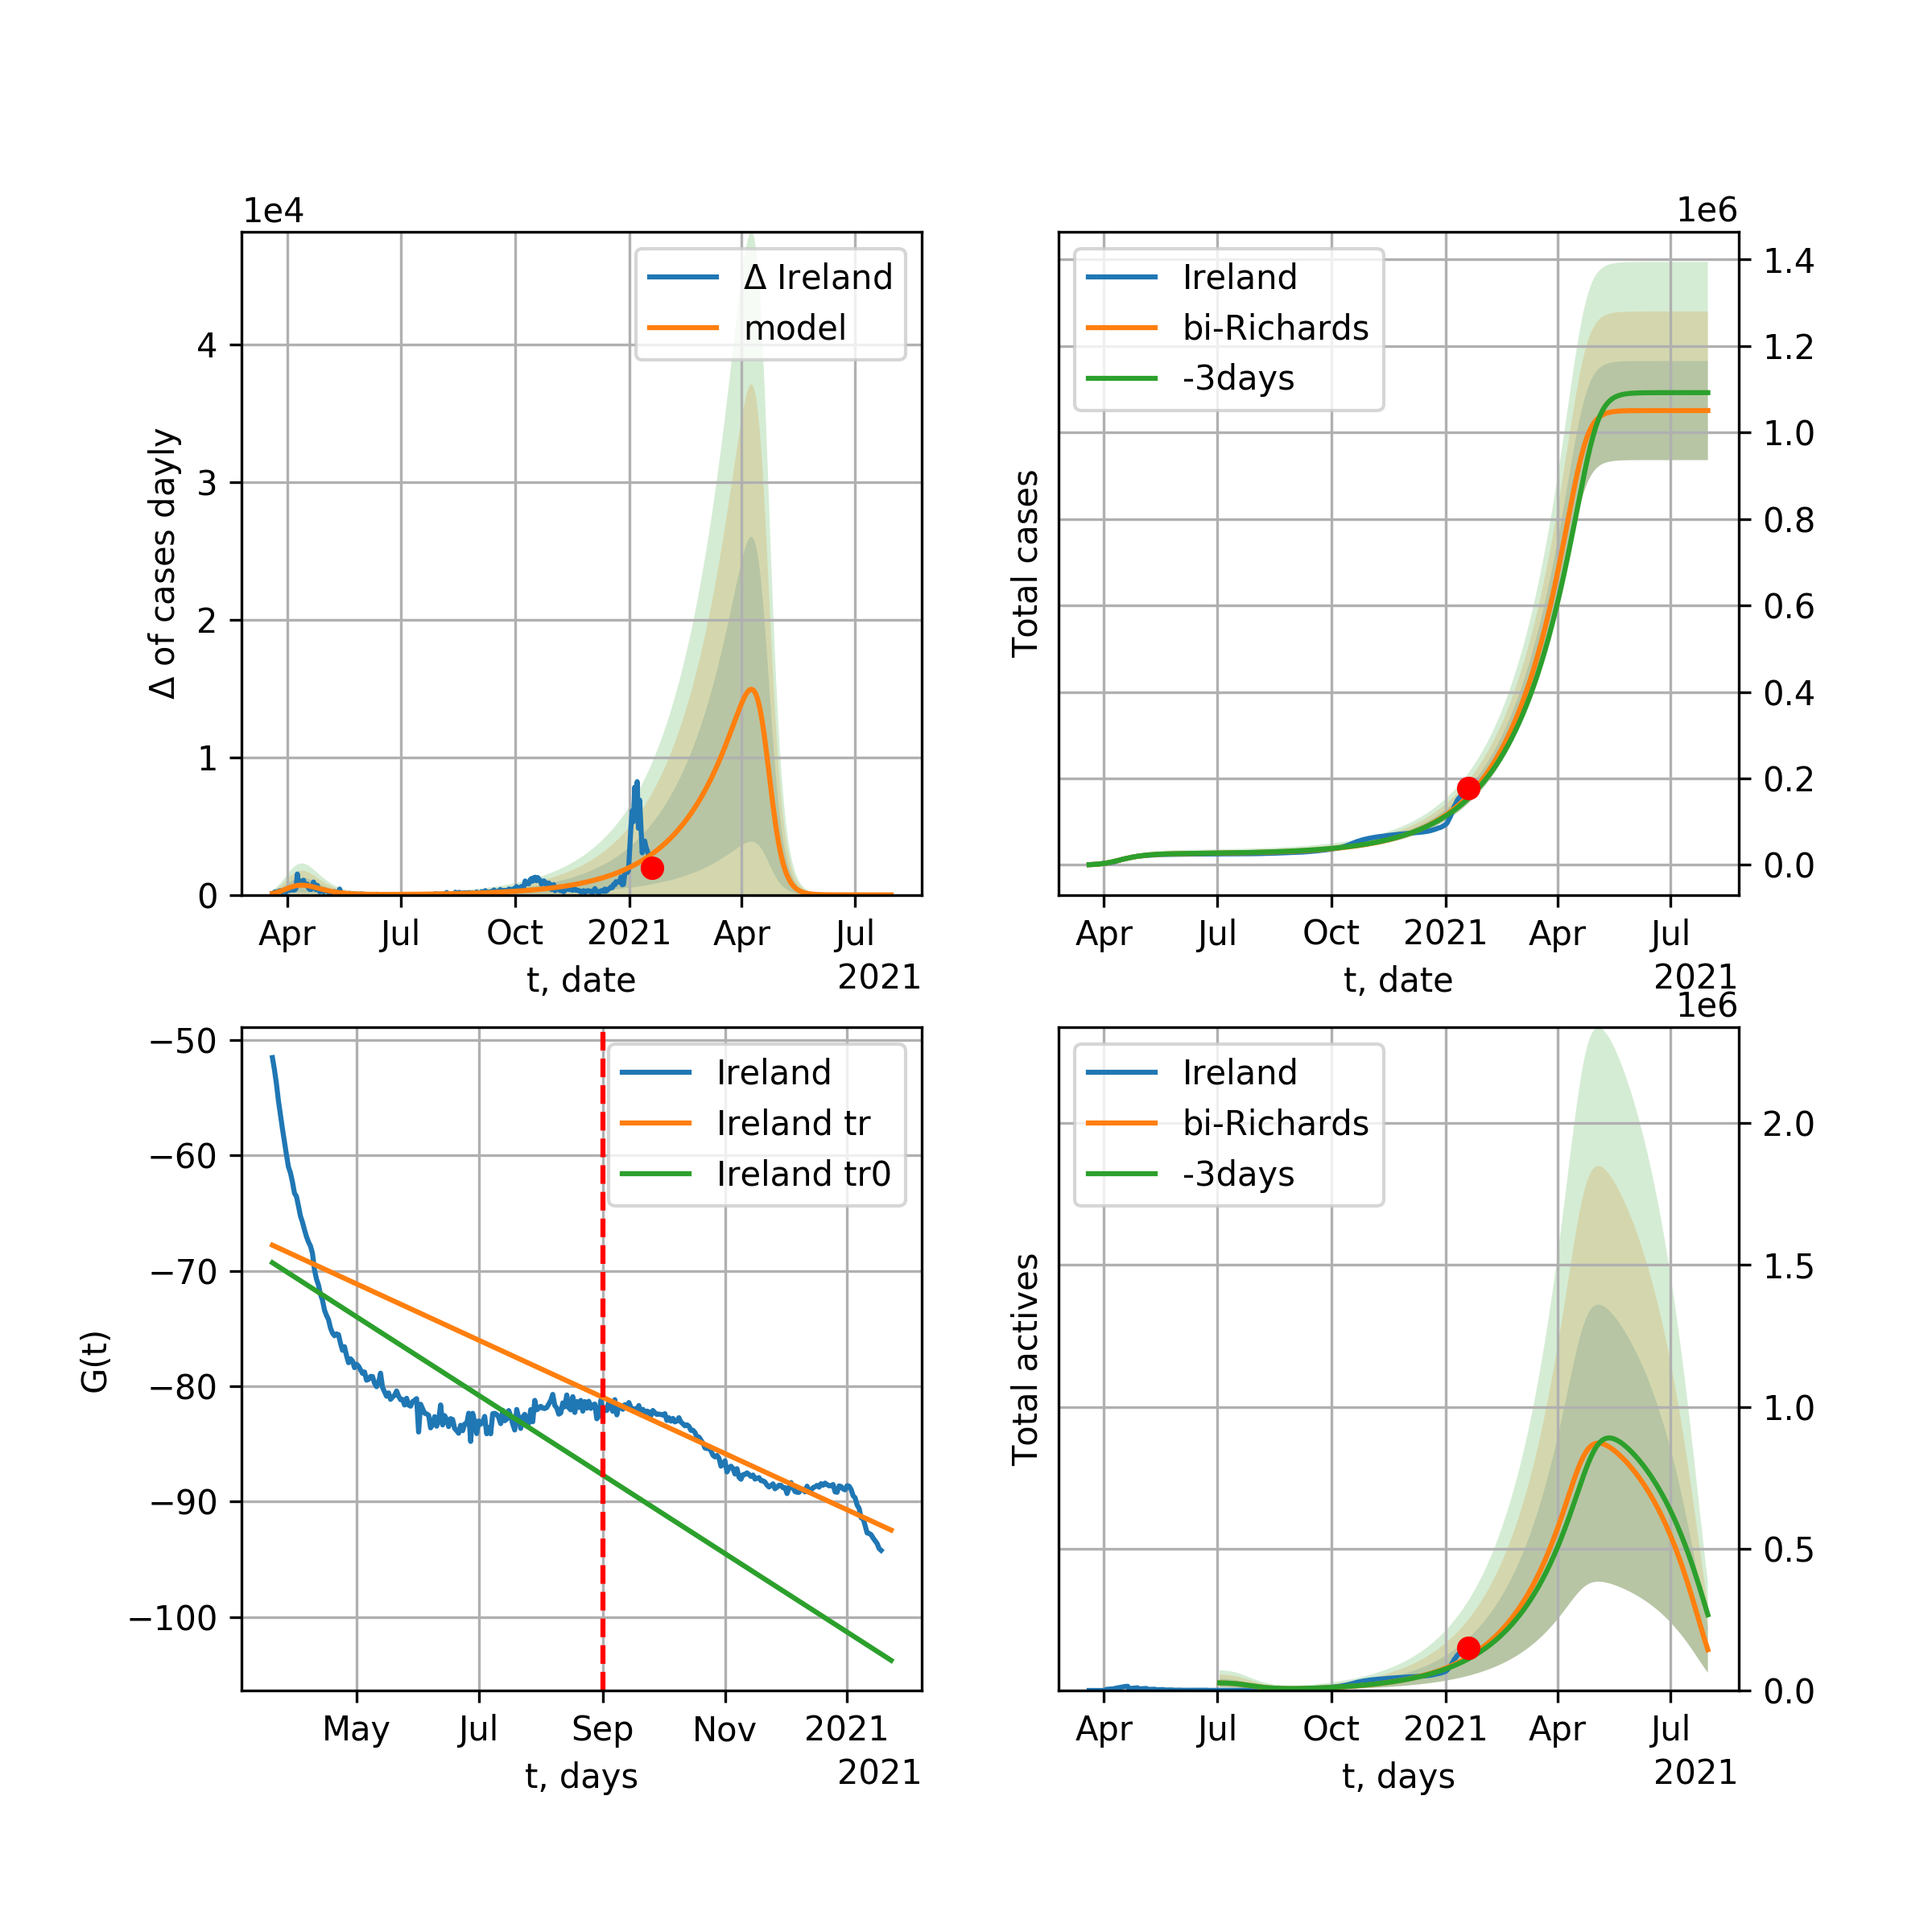 1e4
Δ of cases dayly
4
3
2
1
0
Δ Ireland
model
Apr
Jul
Oct
2021
Apr
Jul
t, date
2021
1e6
Total cases
Ireland
bi-Richards
-3days
1.4
1.2
1.0
0.8
0.6
0.4
0.2
0.0
Apr
Jul
Oct
2021
Apr
Jul
t, date
2021
G(t)
−50
−60
−70
−80
−90
−100
Ireland
Ireland tr
Ireland tr0
May
Jul
Sep
Nov
2021
t, days
2021
1e6
Total actives
Ireland
bi-Richards
-3days
2.0
1.5
1.0
0.5
0.0
Apr
Jul
Oct
2021
Apr
Jul
t, days
2021